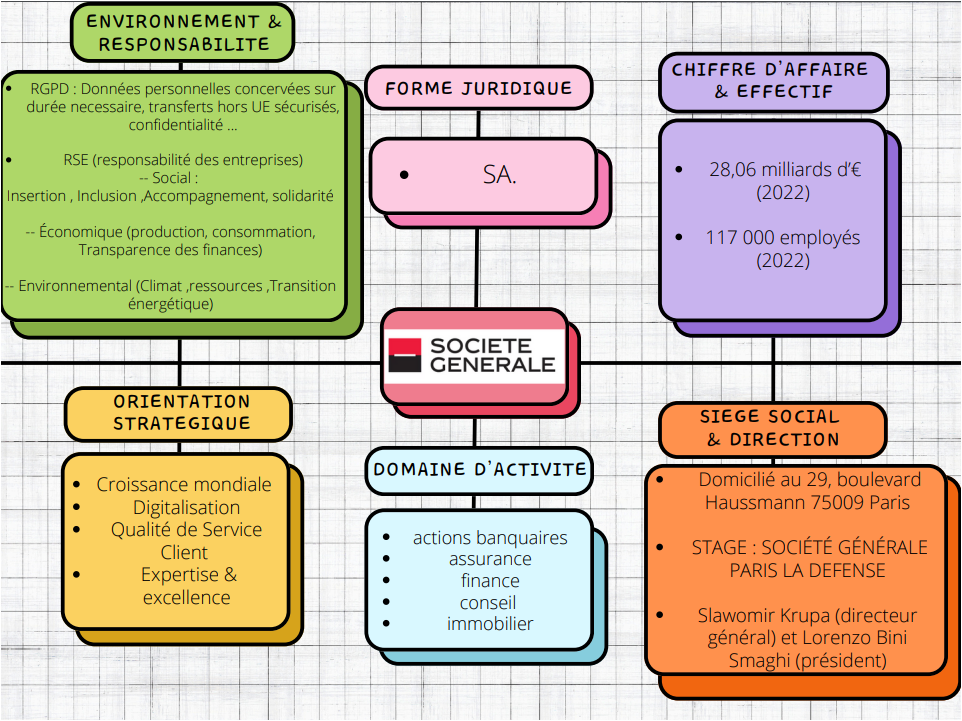 ENVIRONNEMENT &
RESPONSABILITE
• RGPD : Données personnelles concervées sur
durée necessaire, transferts hors UE sécurisés,
confidentialité ...
• RSE (responsabilité des entreprises)
-- Social :
Insertion , Inclusion ,Accompagnement, solidarité
-- Économique (production, consommation,
Transparence des finances)
-- Environnemental (Climat ,ressources ,Transition
énergétique)
FORME JURIDIQUE
• SA.
CHIFFRE D'AFFAIRE
& EFFECTIF
• 28,06 milliards d'€
(2022)
• 117 000 employés
(2022)
SOCIETE
GENERALE
ORIENTATION
STRATEGIQUE
• Croissance mondiale
• Digitalisation
• Qualité de Service
Client
• Expertise &
excellence
DOMAINE D'ACTIVITE
• actions banquaires
• assurance
• finance
• conseil
• immobilier
SIEGE SOCIAL
& DIRECTION
• Domicilié au 29, boulevard
Haussmann 75009 Paris
• STAGE : SOCIÉTÉ GÉNÉRALE
PARIS LA DEFENSE
• Slawomir Krupa (directeur
général) et Lorenzo Bini
Smaghi (président)